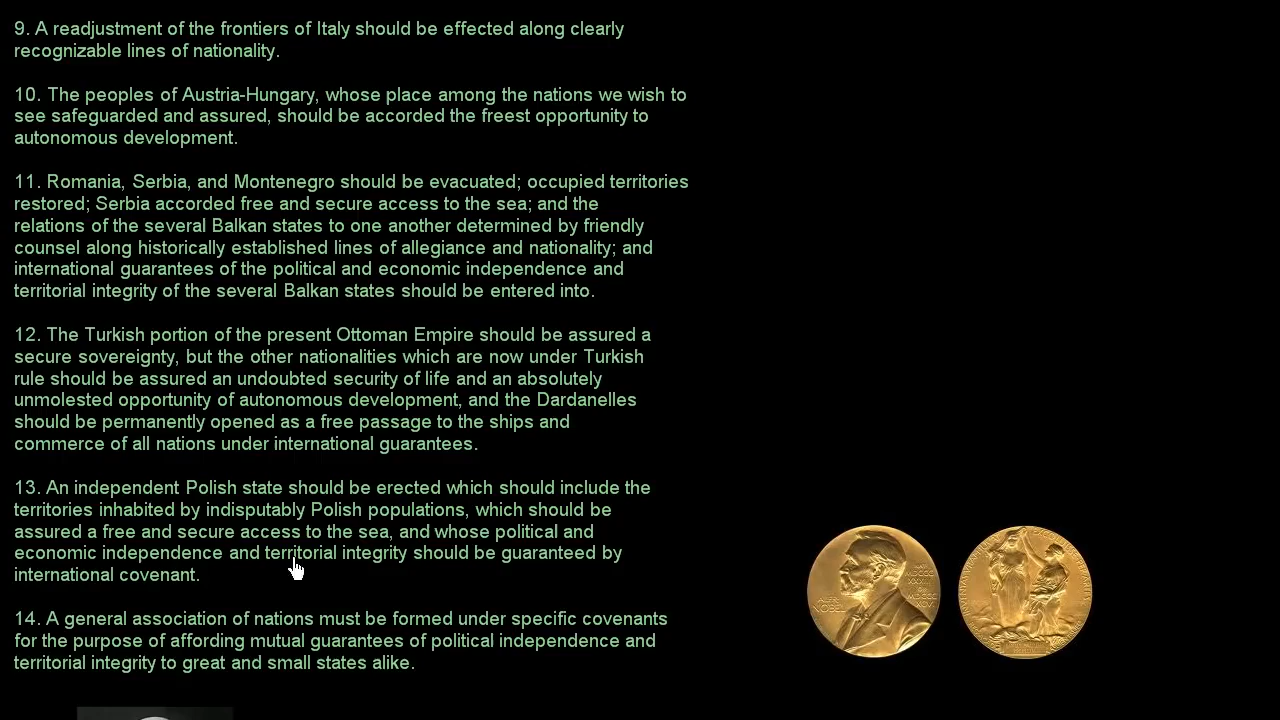 9. A readjustment of the frontiers of Italy should be effected along clearly
recognizable lines of nationality.
10. The peoples of Austria-Hungary, whose place among the nations we wish to
see safeguarded and assured, should be accorded the freest opportunity to
autonomous development.
11. Romania, Serbia, and Montenegro should be evacuated; occupied territories
restored; Serbia accorded free and secure access to the sea; and the
relations of the several Balkan states to one another determined by friendly
counsel along historically established lines of allegiance and nationality; and
international guarantees of the political and economic independence and
territorial integrity of the several Balkan states should be entered into.
12. The Turkish portion of the present Ottoman Empire should be assured a
secure sovereignty, but the other nationalities which are now under Turkish
rule should be assured an undoubted security of life and an absolutely
unmolested opportunity of autonomous development, and the Dardanelles
should be permanently opened as a free passage to the ships and
commerce of all nations under international guarantees.
13. An independent Polish state should be erected which should include the
territories inhabited by indisputably Polish populations, which should be
assured a free and secure access to the sea, and whose political and
economic independence and territorial integrity should be guaranteed by
international covenant.
14. A general association of nations must be formed under specific covenants
for the purpose of affording mutual guarantees of political independence and
territorial integrity to great and small states alike.